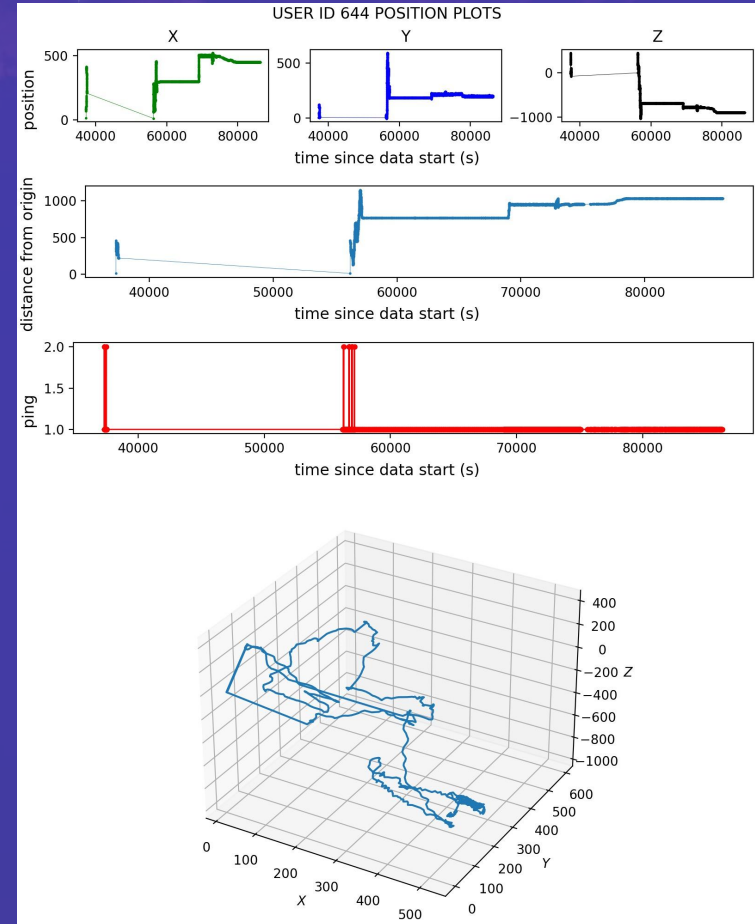 USER ID 644 POSITION PLOTS
X
Y
Z
position
500
0
500
0
0
−1000
40000 60000 80000
40000 60000 80000
40000 60000 80000
time since data start (s)
distance from origin
1000
500
0
40000 50000 60000 70000 80000
time since data start (s)
ping
2.0
1.5
1.0
40000 50000 60000 70000 80000
time since data start (s)
400
200
0
−200
−400
−600
−800
−1000
Z
0
100
200
300
400
500
X
0
100
200
300
400
500
600
Y